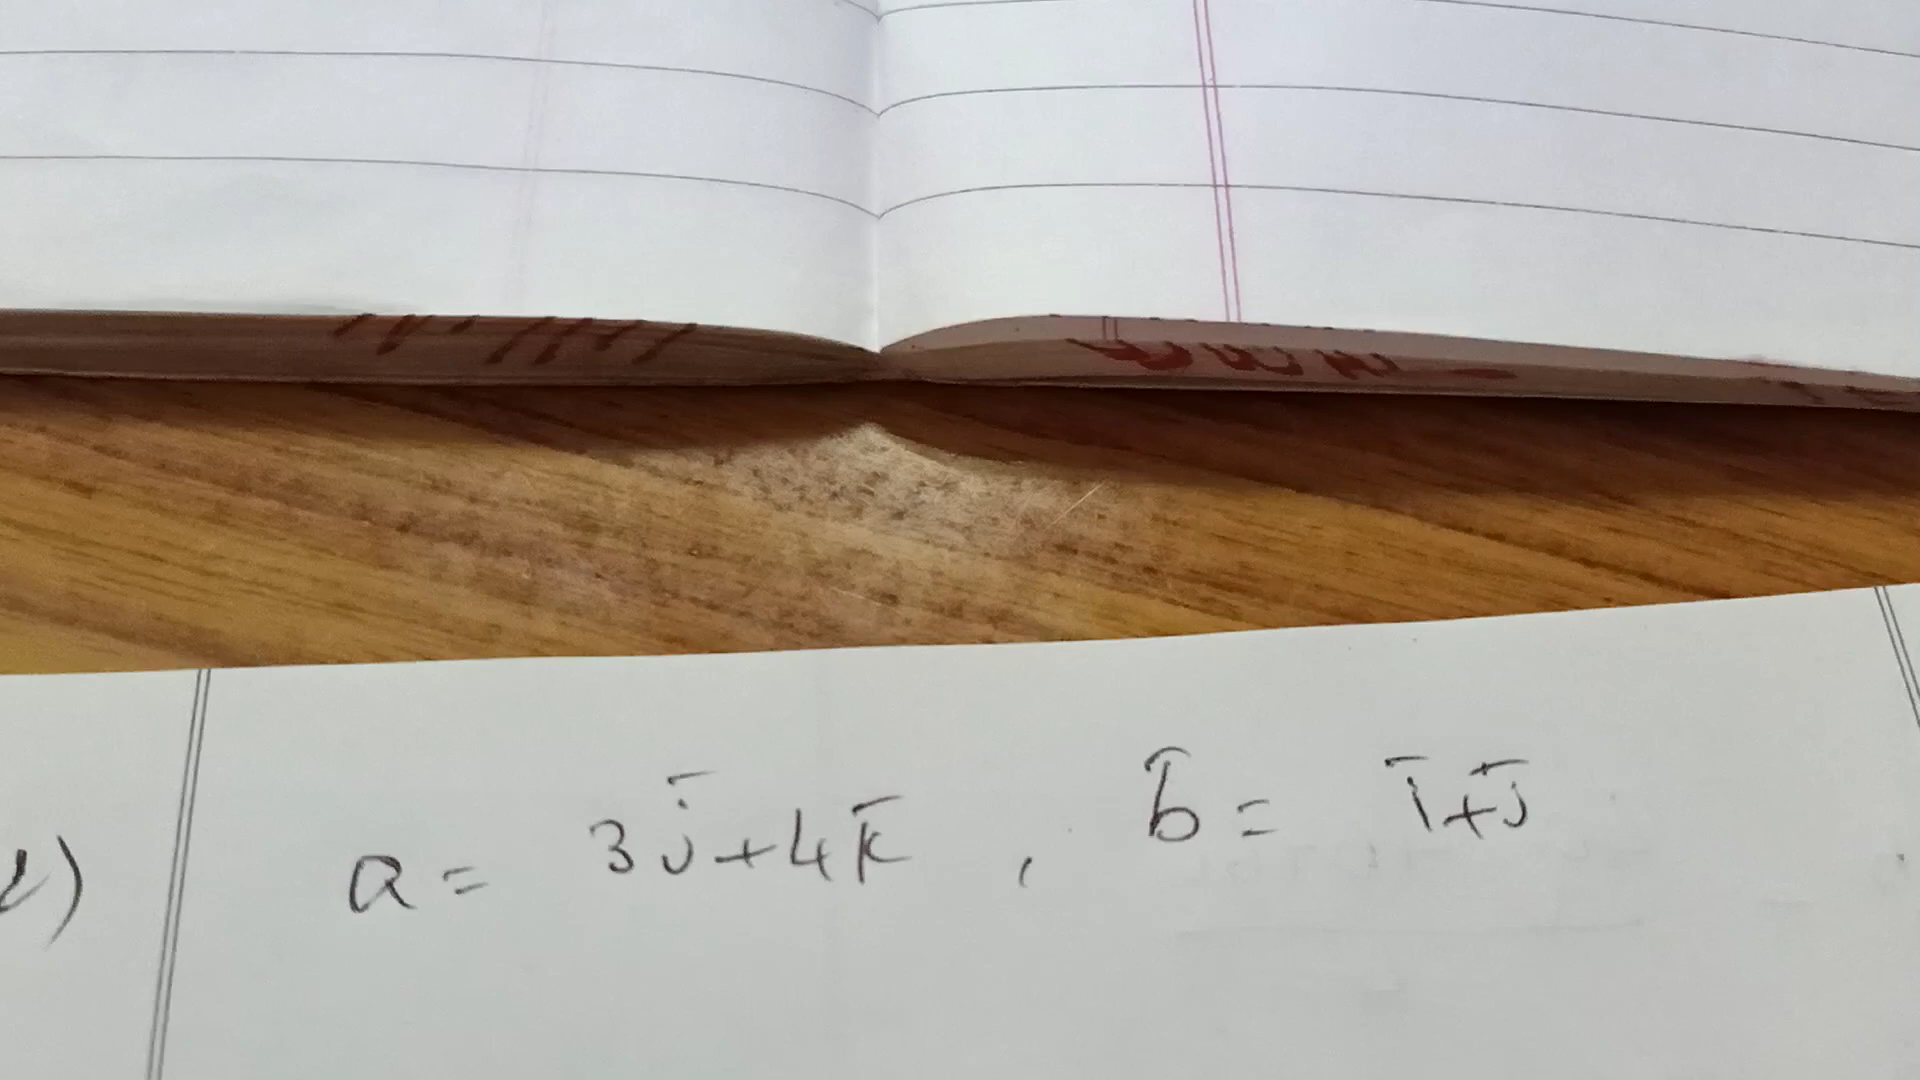 a = 3j̄ + 4k̄ , b̄ = ī + j̄